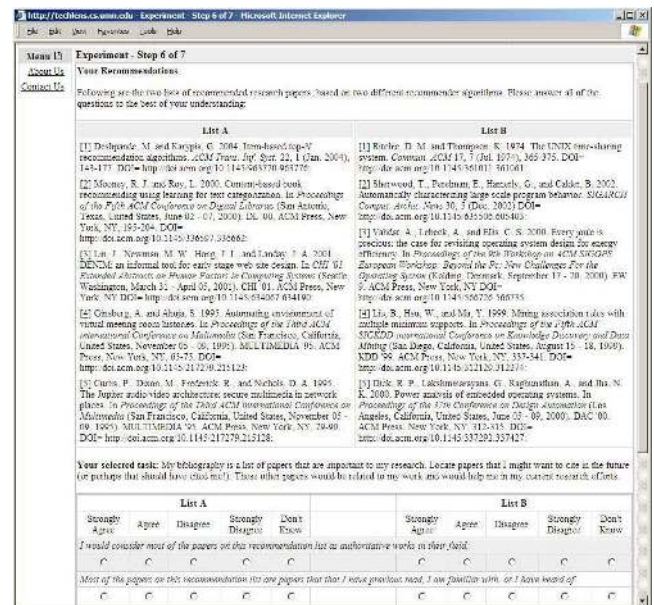 http://techlens.cs.umn.edu - Experiment - Step 6 of 7 - Microsoft Internet Explorer
File Edit View Favorites Tools Help
Menu
About Us
Contact Us
Experiment - Step 6 of 7
Your Recommendations
Following are the two lists of recommended research papers, based on two different recommender algorithms. Please answer all of the
questions to the best of your understanding:
List A
[1] Deshpande, M. and Karypis, G. 2004. Item-based top-N
recommendation algorithms. ACM Trans. Inf. Syst. 22, 1 (Jan. 2004),
143-177. DOI= http://doi.acm.org/10.1145/963770.963776
[2] Mooney, R. J. and Roy, L. 2000. Content-based book
recommending using learning for text categorization. In Proceedings
of the Fifth ACM Conference on Digital Libraries (San Antonio,
Texas, United States, June 02 - 07, 2000). DL '00. ACM Press, New
York, NY, 195-204. DOI=
http://doi.acm.org/10.1145/336597.336662
[3] Lin, J., Newman, M. W., Hong, J. I., and Landay, J. A. 2001.
DENIM: an informal tool for early stage web site design. In CHI '01
Extended Abstracts on Human Factors in Computing Systems (Seattle,
Washington, March 31 - April 05, 2001). CHI '01. ACM Press, New
York, NY. DOI= http://doi.acm.org/10.1145/634067.634190
[4] Ginsberg, A. and Ahuja, S. 1995. Automating envisionment of
virtual meeting room histories. In Proceedings of the Third ACM
international Conference on Multimedia (San Francisco, California,
United States, November 05 - 09, 1995). MULTIMEDIA '95. ACM
Press, New York, NY, 65-75. DOI=
http://doi.acm.org/10.1145/217279.215123
[5] Curtis, P., Dixon, M., Frederick, R., and Nichols, D. A. 1995.
The Jupiter audio/video architecture: secure multimedia in network
places. In Proceedings of the Third ACM international Conference on
Multimedia (San Francisco, California, United States, November 05 -
09, 1995). MULTIMEDIA '95. ACM Press, New York, NY, 79-90.
DOI= http://doi.acm.org/10.1145/217279.215128
List B
[1] Ritchie, D. M. and Thompson, K. 1974. The UNIX time-sharing
system. Commun. ACM 17, 7 (Jul. 1974), 365-375. DOI=
http://doi.acm.org/10.1145/361011.361061
[2] Sherwood, T., Perelman, E., Hamerly, G., and Calder, B. 2002.
Automatically characterizing large scale program behavior. SIGARCH
Comput. Archit. News 30, 5 (Dec. 2002) DOI=
http://doi.acm.org/10.1145/635506.605403
[3] Vahdat, A., Lebeck, A., and Ellis, C. S. 2000. Every joule is
precious: the case for revisiting operating system design for energy
efficiency. In Proceedings of the 9th Workshop on ACM SIGOPS
European Workshop: Beyond the Pc: New Challenges For the
Operating System (Kolding, Denmark, September 17 - 20, 2000). EW
9. ACM Press, New York, NY DOI=
http://doi.acm.org/10.1145/566726.566735
[4] Liu, B., Hsu, W., and Ma, Y. 1999. Mining association rules with
multiple minimum supports. In Proceedings of the Fifth ACM
SIGKDD international Conference on Knowledge Discovery and Data
Mining (San Diego, California, United States, August 15 - 18, 1999).
KDD '99. ACM Press, New York, NY, 337-341. DOI=
http://doi.acm.org/10.1145/312129.312274
[5] Dick, R. P., Lakshminarayana, G., Raghunathan, A., and Jha, N.
K. 2000. Power analysis of embedded operating systems. In
Proceedings of the 37th Conference on Design Automation (Los
Angeles, California, United States, June 05 - 09, 2000). DAC '00.
ACM Press, New York, NY, 312-315. DOI=
http://doi.acm.org/10.1145/337292.337427
Your selected task: My bibliography is a list of papers that are important to my research. Locate papers that I might want to cite in the future
(or perhaps that should have cited me!). These other papers would be related to my work and would help me in my current research efforts.
List A List B
Strongly Agree Agree Disagree Strongly Disagree Don't Know Strongly Agree Agree Disagree Strongly Disagree Don't Know
I would consider most of the papers on this recommendation list as authoritative works in their field.
Most of the papers on this recommendation list are papers that that I have previous read, I am familiar with, or I have heard of